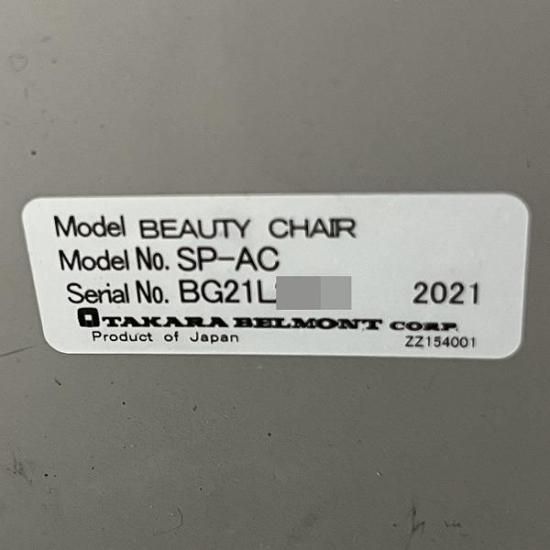 Model BEAUTY CHAIR
Model No. SP-AC
Serial No. BG21L 2021
TAKARA BELMONT CORP.
Product of Japan ZZ154001